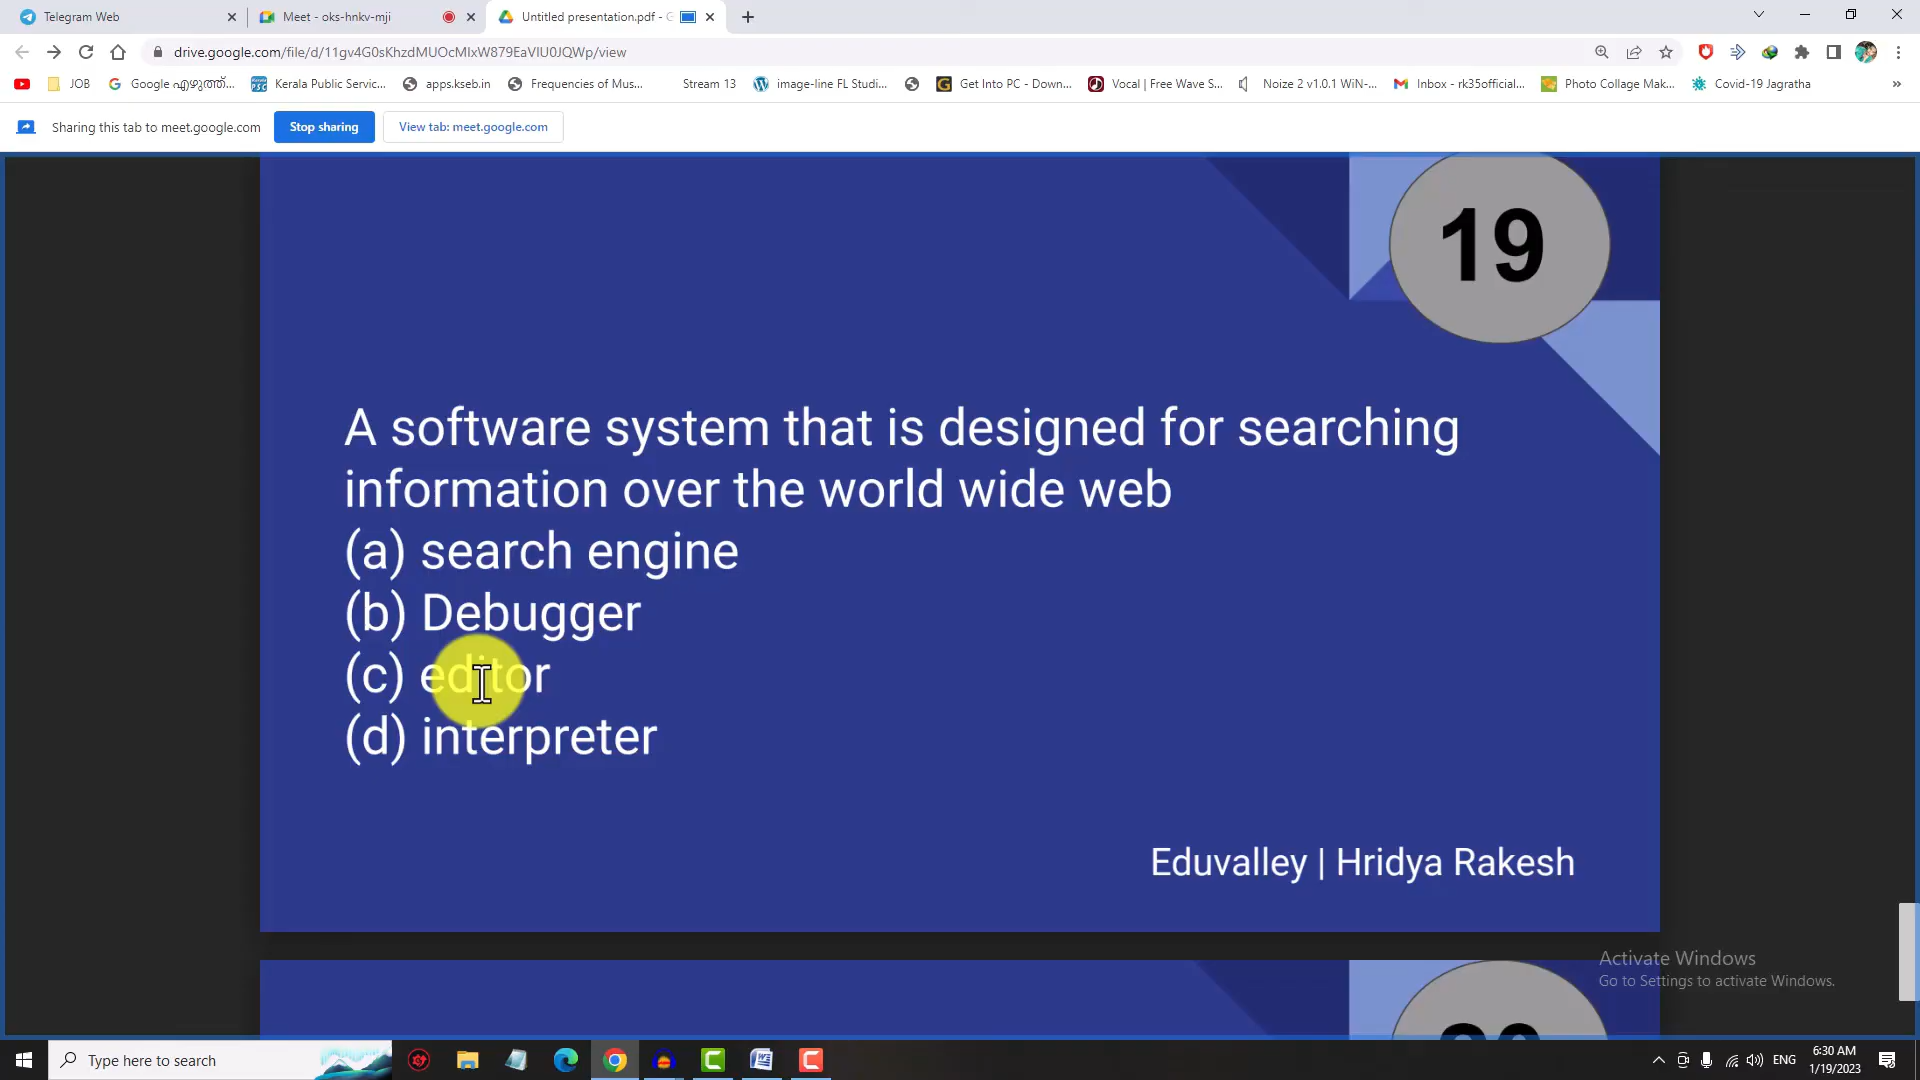 Telegram Web
Meet - oks-hnkv-mji
Untitled presentation.pdf - G
drive.google.com/file/d/11gv4G0sKhzdMUOcMIxW879EaVIU0JQWp/view
JOB
Google എഴുത്ത്...
Kerala Public Servic...
apps.kseb.in
Frequencies of Mus...
Stream 13
image-line FL Studi...
Get Into PC - Down...
Vocal | Free Wave S...
Noize 2 v1.0.1 WiN-...
Inbox - rk35official...
Photo Collage Mak...
Covid-19 Jagratha
»
Sharing this tab to meet.google.com
Stop sharing
View tab: meet.google.com
19
A software system that is designed for searching
information over the world wide web
(a) search engine
(b) Debugger
(c) editor
(d) interpreter
Eduvalley | Hridya Rakesh
Activate Windows
Go to Settings to activate Windows.
Type here to search
ENG
6:30 AM
1/19/2023